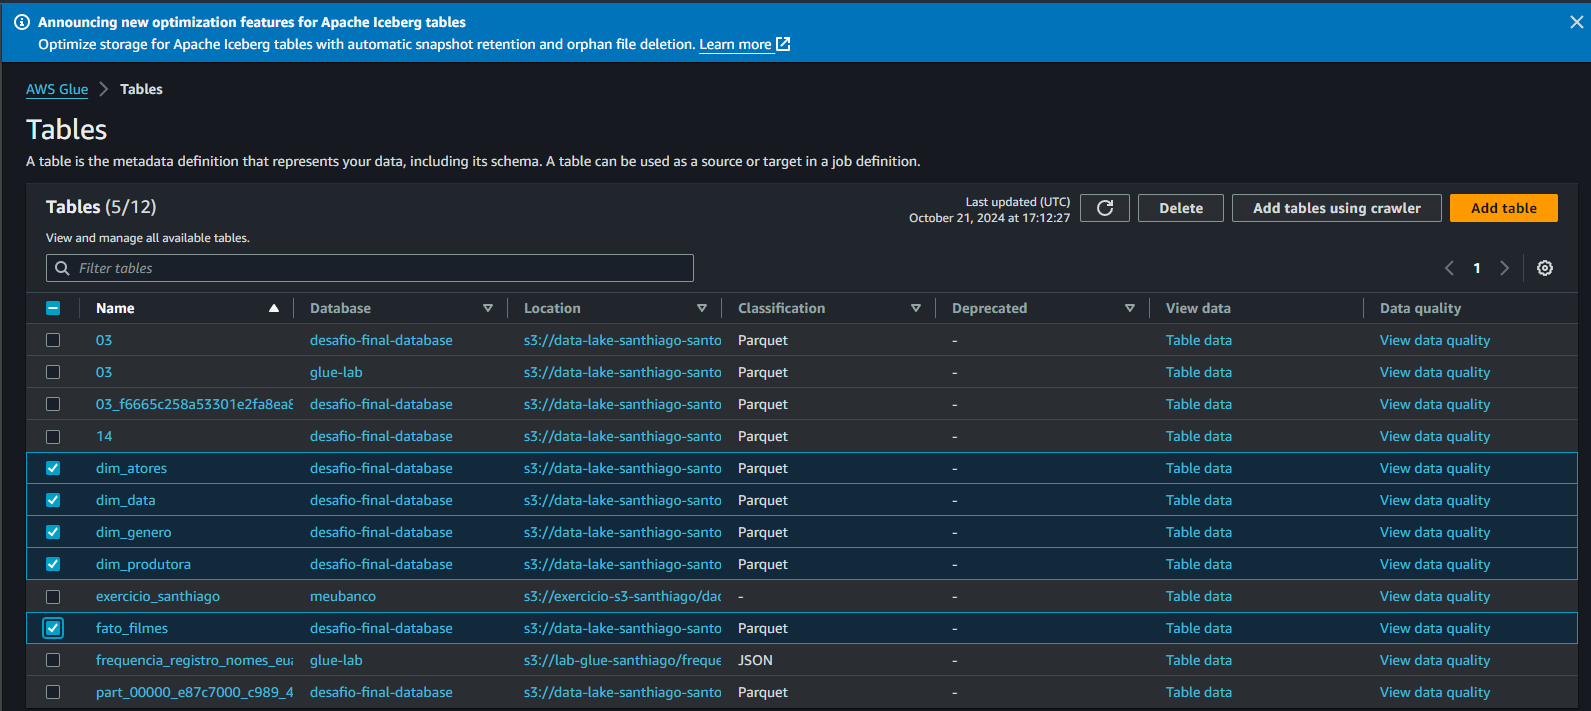 Announcing new optimization features for Apache Iceberg tables
Optimize storage for Apache Iceberg tables with automatic snapshot retention and orphan file deletion. Learn more
AWS Glue > Tables
Tables
A table is the metadata definition that represents your data, including its schema. A table can be used as a source or target in a job definition.
Tables (5/12)
Last updated (UTC)
October 21, 2024 at 17:12:27
Delete
Add tables using crawler
Add table
View and manage all available tables.
Filter tables
1
Name Database Location Classification Deprecated View data Data quality
03 desafio-final-database s3://data-lake-santhiago-santo Parquet - Table data View data quality
03 glue-lab s3://data-lake-santhiago-santo Parquet - Table data View data quality
03_f6665c258a53301e2fa8ea8 desafio-final-database s3://data-lake-santhiago-santo Parquet - Table data View data quality
14 desafio-final-database s3://data-lake-santhiago-santo Parquet - Table data View data quality
dim_atores desafio-final-database s3://data-lake-santhiago-santo Parquet - Table data View data quality
dim_data desafio-final-database s3://data-lake-santhiago-santo Parquet - Table data View data quality
dim_genero desafio-final-database s3://data-lake-santhiago-santo Parquet - Table data View data quality
dim_produtora desafio-final-database s3://data-lake-santhiago-santo Parquet - Table data View data quality
exercicio_santhiago meubanco s3://exercicio-s3-santhiago/dac - - Table data View data quality
fato_filmes desafio-final-database s3://data-lake-santhiago-santo Parquet - Table data View data quality
frequencia_registro_nomes_eua glue-lab s3://lab-glue-santhiago/freque JSON - Table data View data quality
part_00000_e87c7000_c989_4 desafio-final-database s3://data-lake-santhiago-santo Parquet - Table data View data quality